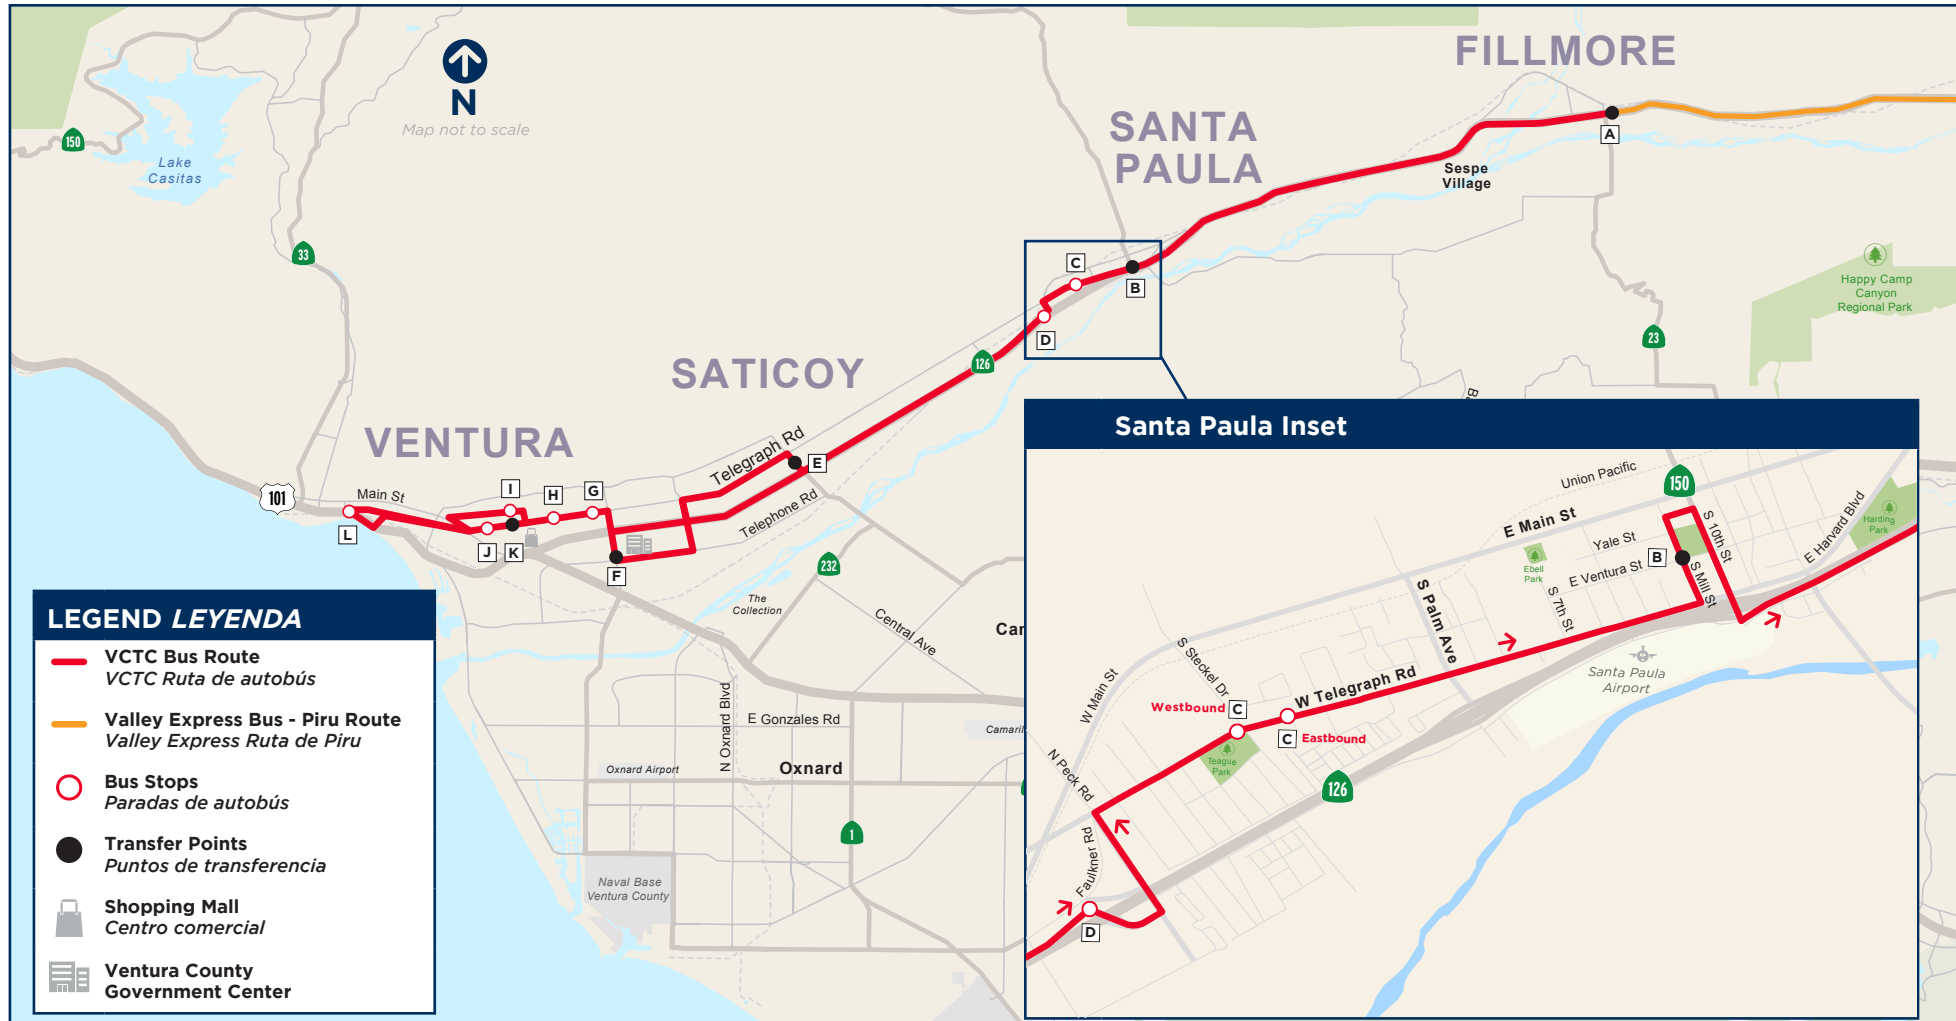 FILLMORE
SANTA
PAULA
N
Map not to scale
150
Lake
Casitas
A
Sespe
Village
33
C
B
D
Happy Camp
Canyon
Regional Park
23
126
SATICOY
VENTURA
Telegraph Rd
E
Telephone Rd
101
Main St
I
H
G
L
J
K
F
232
The
Collection
Central Ave
N Oxnard Blvd
E Gonzales Rd
Oxnard Airport
Oxnard
1
Naval Base
Ventura County
LEGEND LEYENDA
VCTC Bus Route
VCTC Ruta de autobús
Valley Express Bus - Piru Route
Valley Express Ruta de Piru
Bus Stops
Paradas de autobús
Transfer Points
Puntos de transferencia
Shopping Mall
Centro comercial
Ventura County
Government Center
Santa Paula Inset
Union Pacific
150
E Main St
S 10th St
E Harvard Blvd
Harding
Park
Yale St
Ebell
Park
E Ventura St
B
S Mill St
S 7th St
S Palm Ave
Santa Paula
Airport
S Steckel Dr
W Main St
W Telegraph Rd
Westbound
C
C
Eastbound
Teague
Park
N Peck Rd
126
Faulkner Rd
D